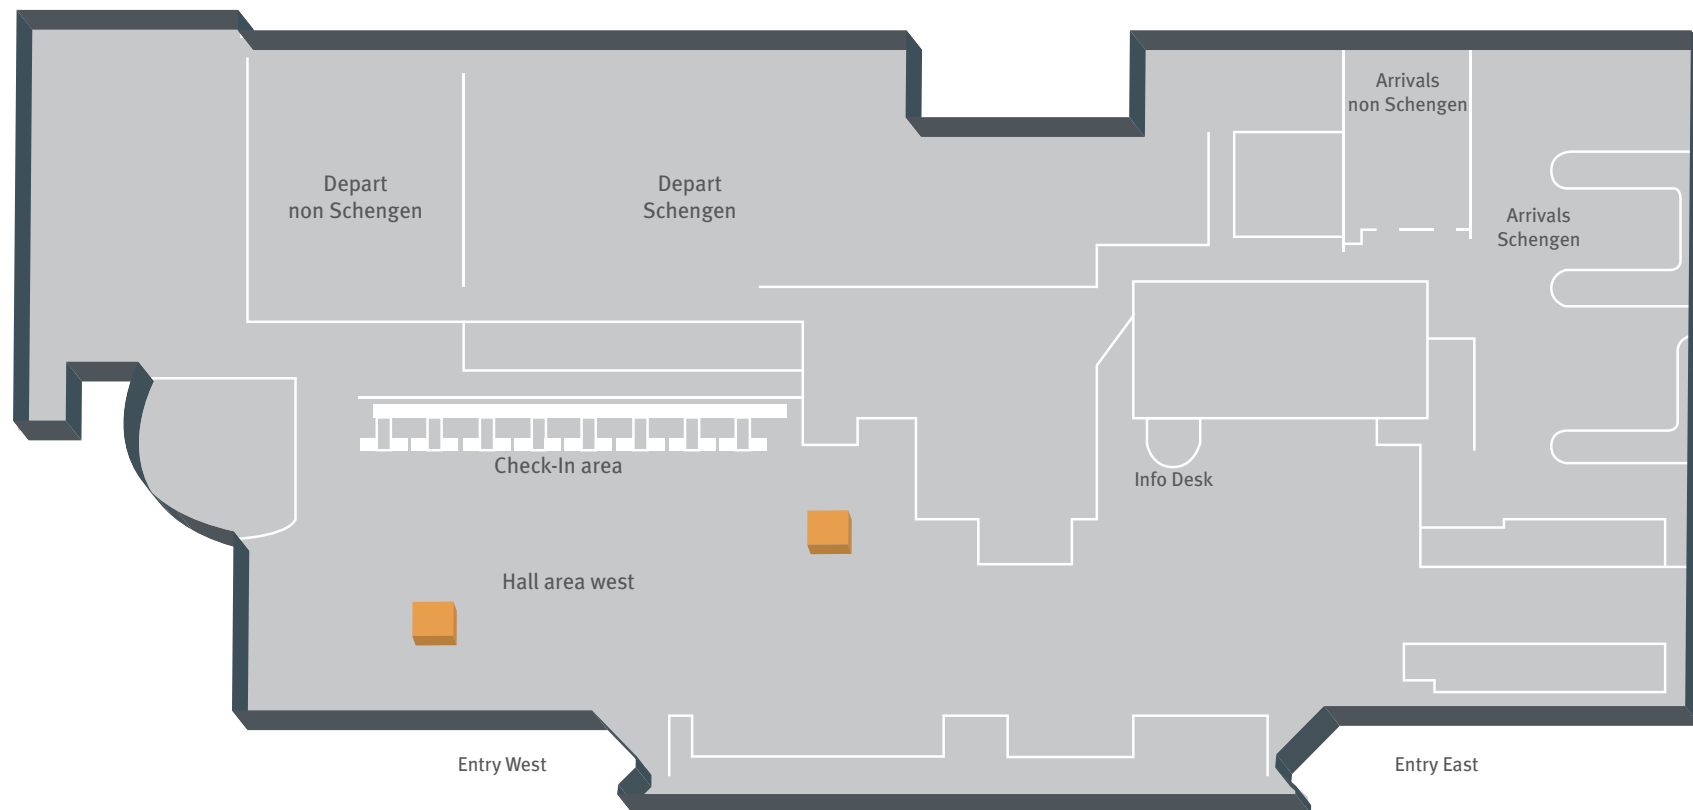 Arrivals
non Schengen
Depart
non Schengen
Depart
Schengen
Arrivals
Schengen
Check-In area
Info Desk
Hall area west
Entry West
Entry East